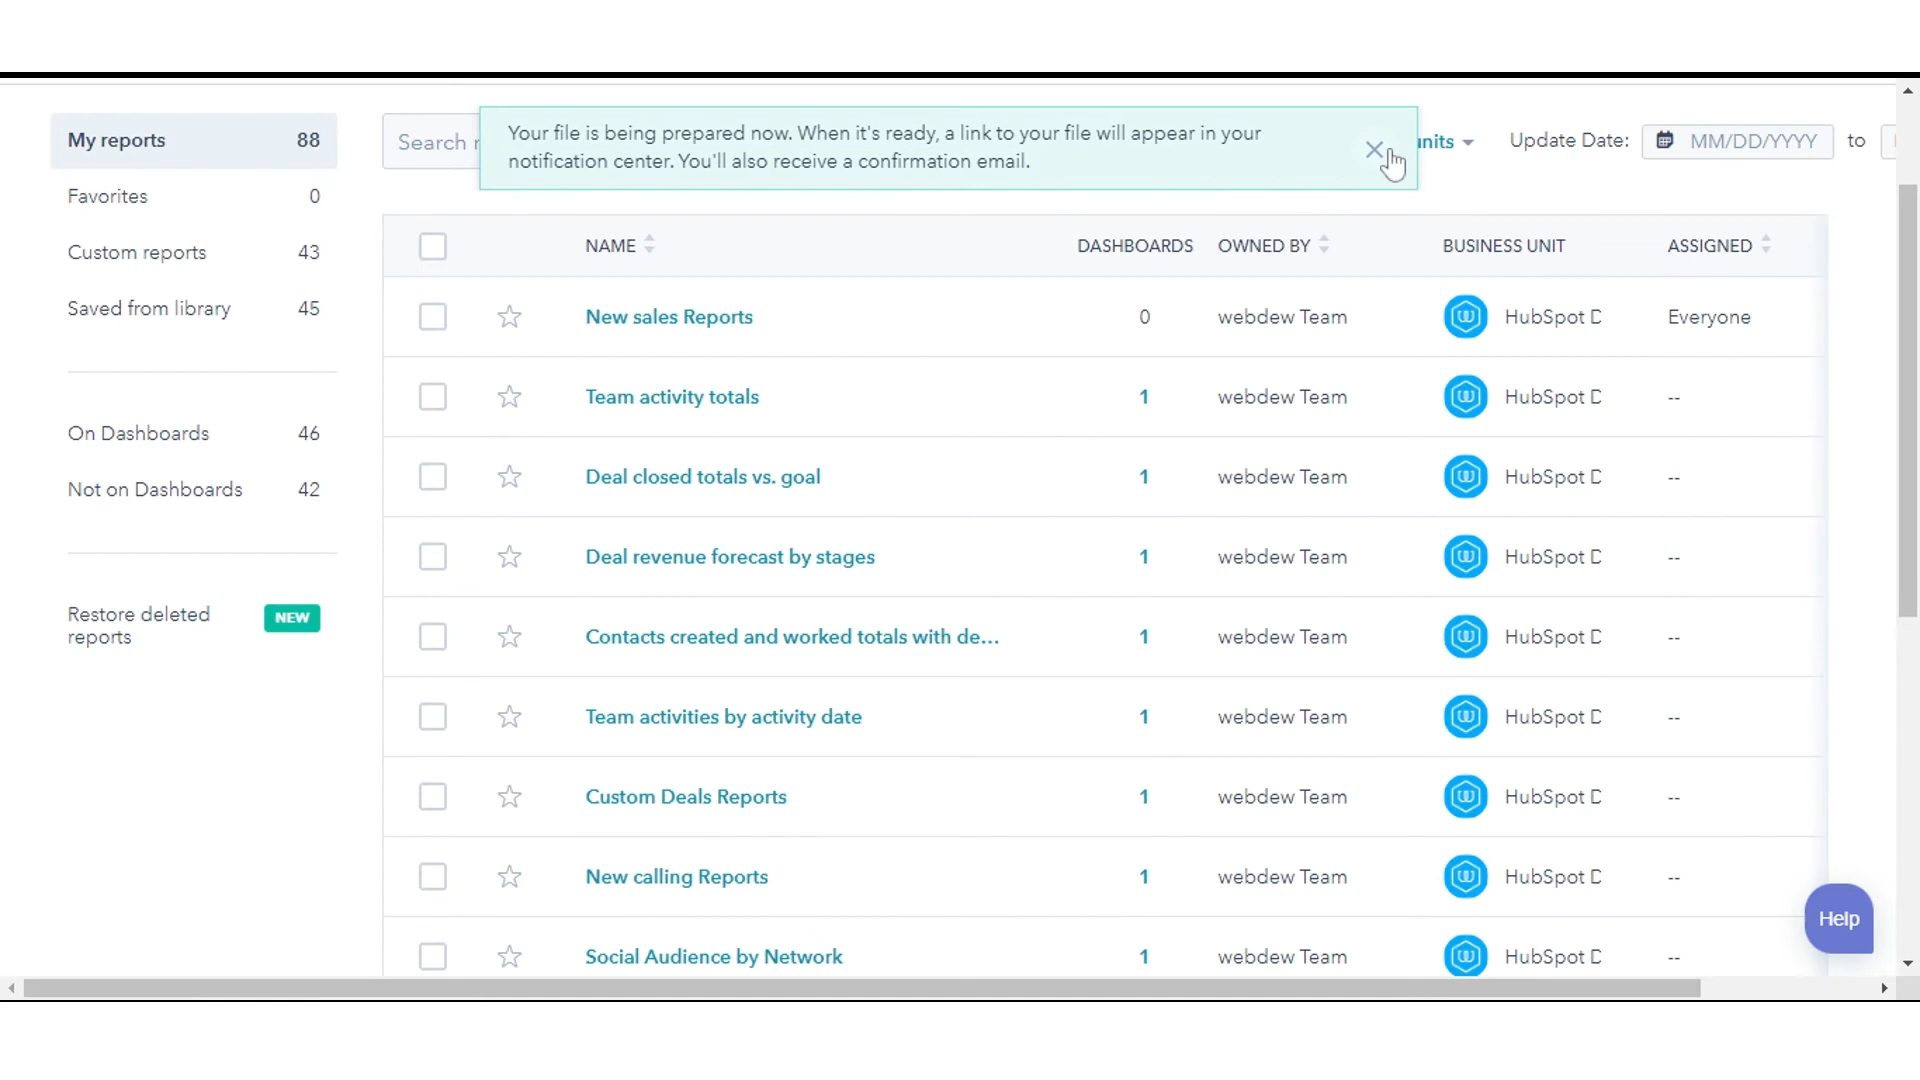 My reports 88
Favorites 0
Custom reports 43
Saved from library 45
On Dashboards 46
Not on Dashboards 42
Restore deleted
reports
NEW
Search
Your file is being prepared now. When it's ready, a link to your file will appear in your
notification center. You'll also receive a confirmation email.
Update Date: MM/DD/YYYY to
NAME DASHBOARDS OWNED BY BUSINESS UNIT ASSIGNED
New sales Reports 0 webdew Team HubSpot D Everyone
Team activity totals 1 webdew Team HubSpot D --
Deal closed totals vs. goal 1 webdew Team HubSpot D --
Deal revenue forecast by stages 1 webdew Team HubSpot D --
Contacts created and worked totals with de... 1 webdew Team HubSpot D --
Team activities by activity date 1 webdew Team HubSpot D --
Custom Deals Reports 1 webdew Team HubSpot D --
New calling Reports 1 webdew Team HubSpot D --
Social Audience by Network 1 webdew Team HubSpot D --
Help